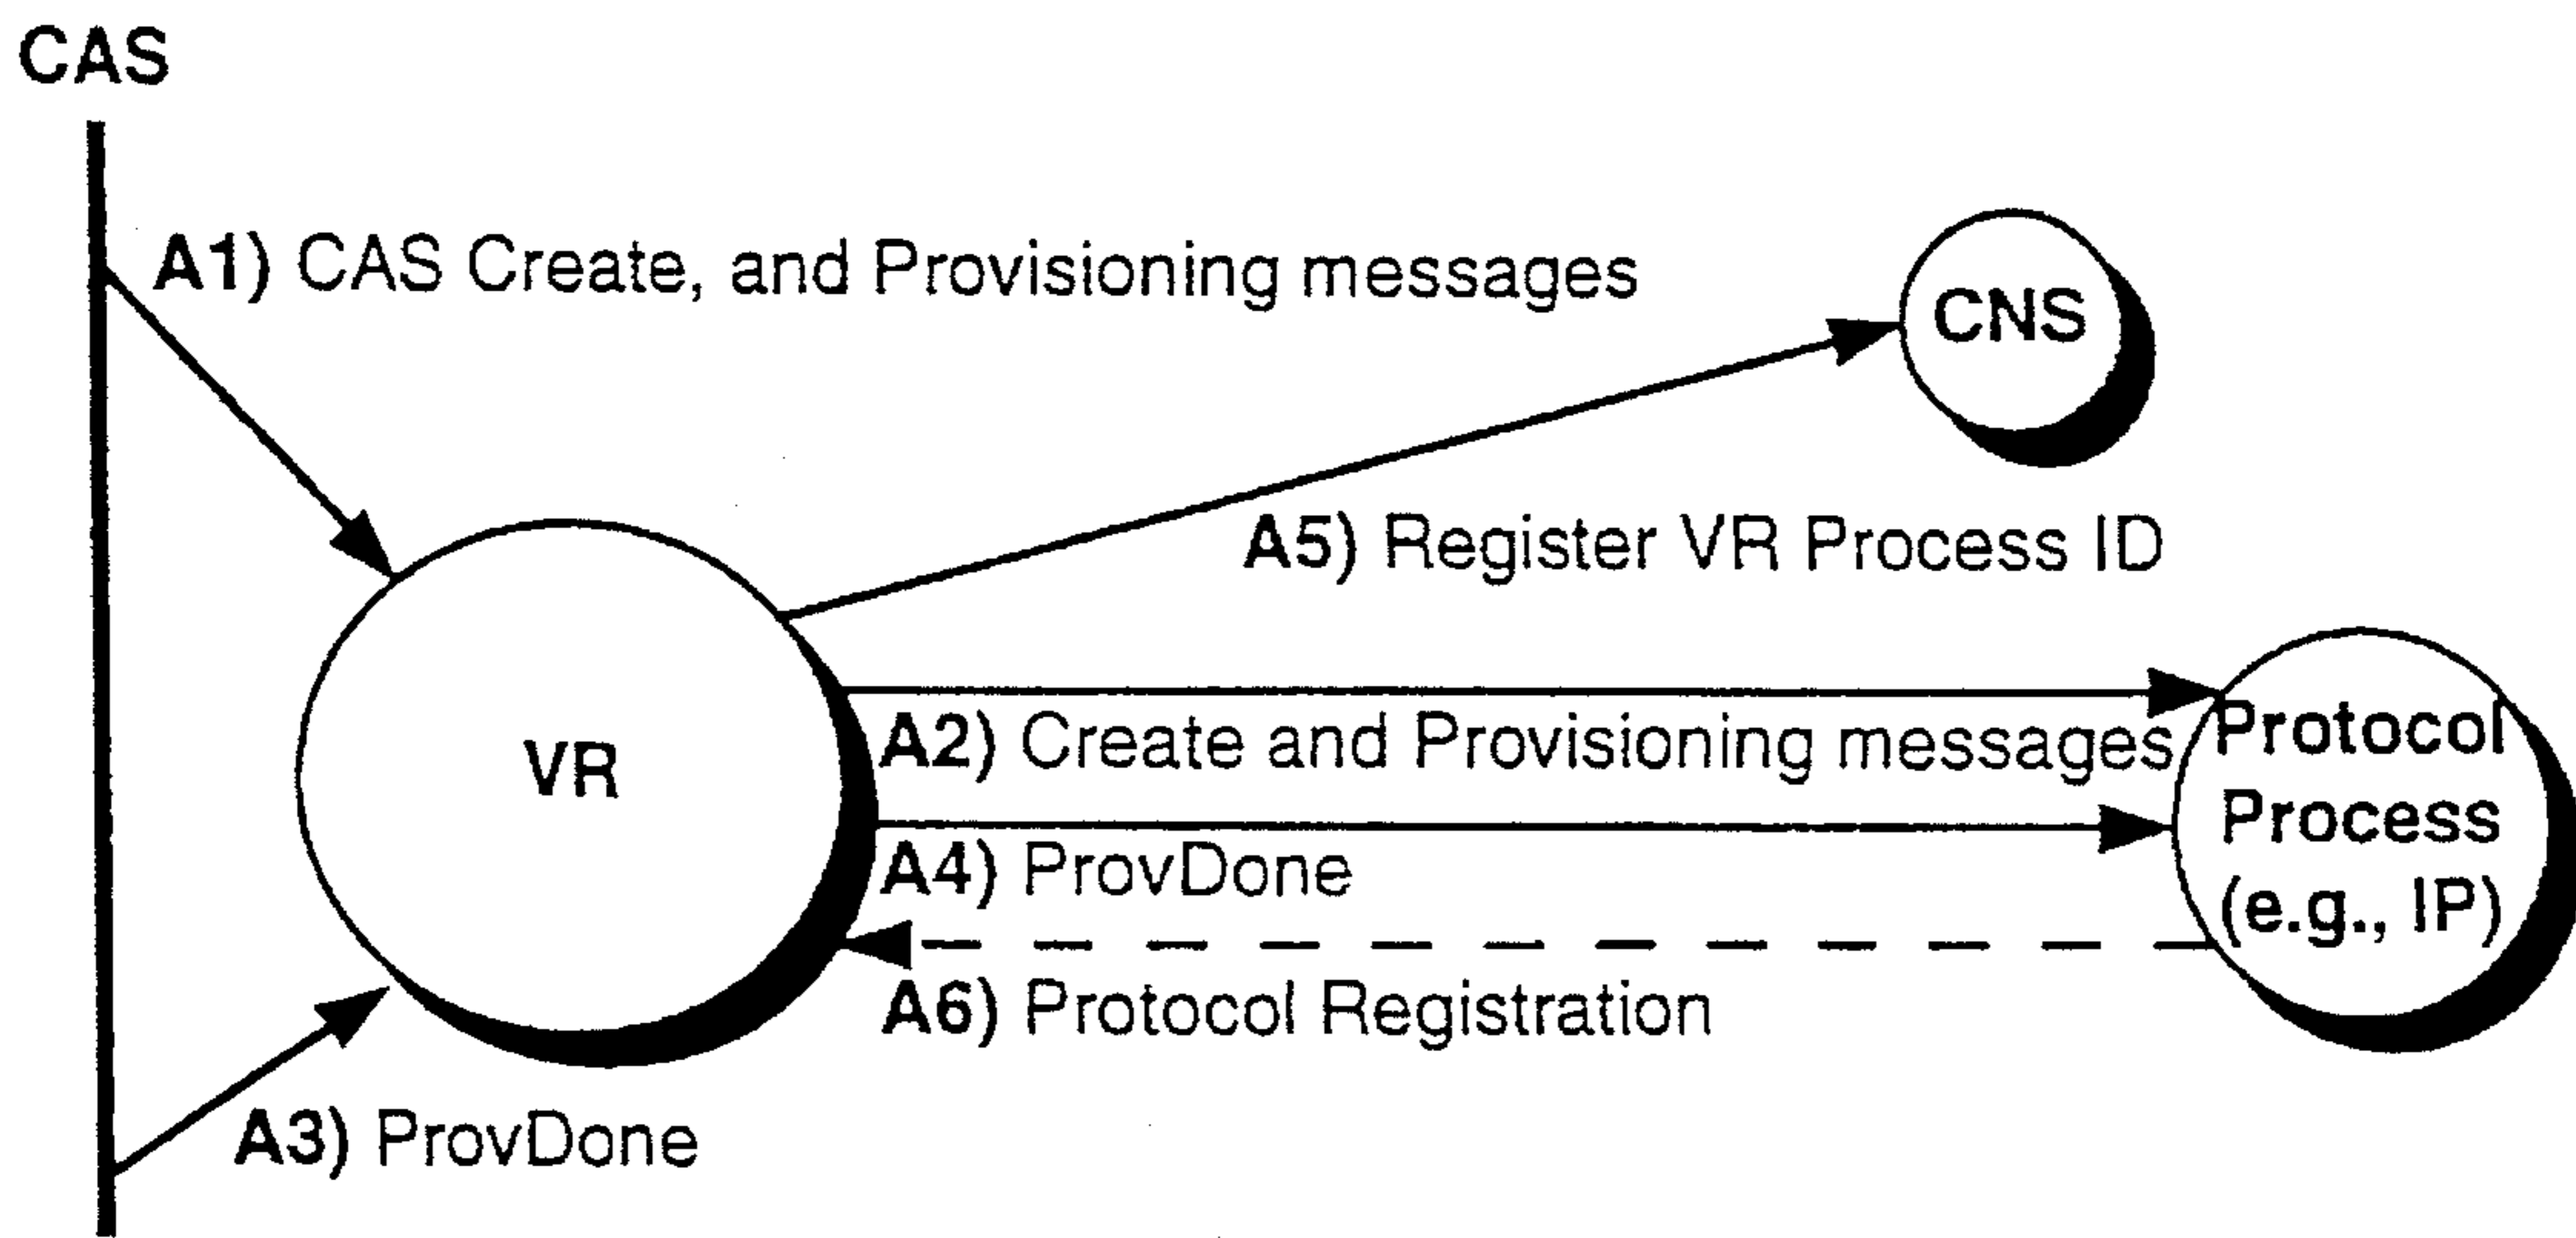 CAS
A1) CAS Create, and Provisioning messages
CNS
A5) Register VR Process ID
VR
A2) Create and Provisioning messages
Protocol
Process
(e.g., IP)
A4) ProvDone
A6) Protocol Registration
A3) ProvDone